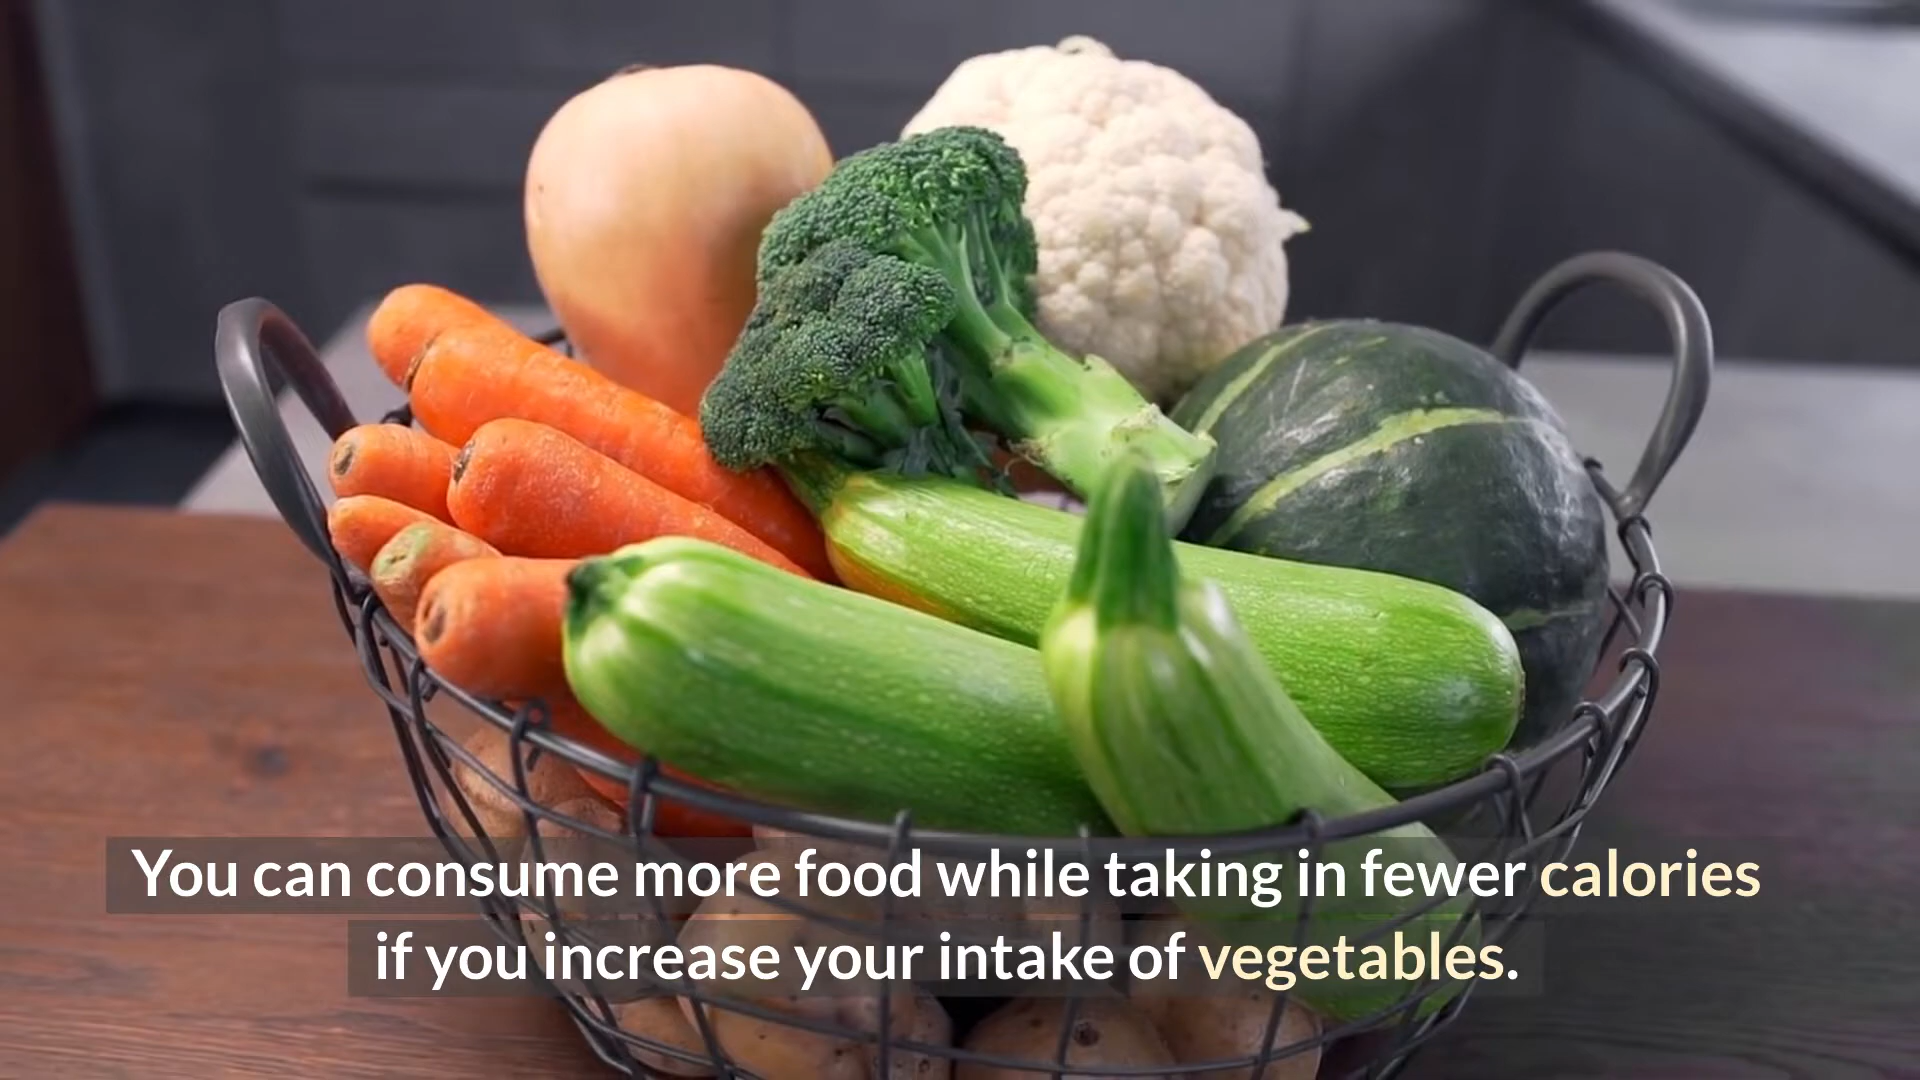 You can consume more food while taking in fewer calories
if you increase your intake of vegetables.